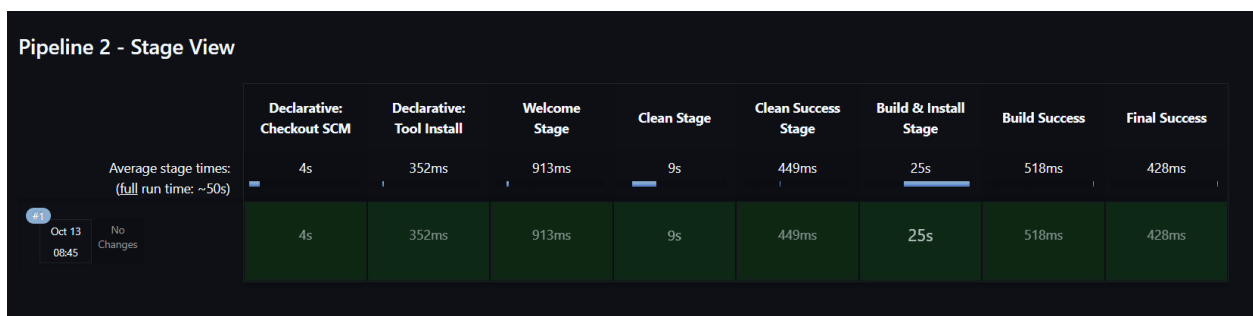 Pipeline 2 - Stage View
Declarative: Checkout SCM
Declarative: Tool Install
Welcome Stage
Clean Stage
Clean Success Stage
Build & Install Stage
Build Success
Final Success
Average stage times:
(full run time: ~50s)
4s
352ms
913ms
9s
449ms
25s
518ms
428ms
#1
Oct 13
08:45
No Changes
4s
352ms
913ms
9s
449ms
25s
518ms
428ms